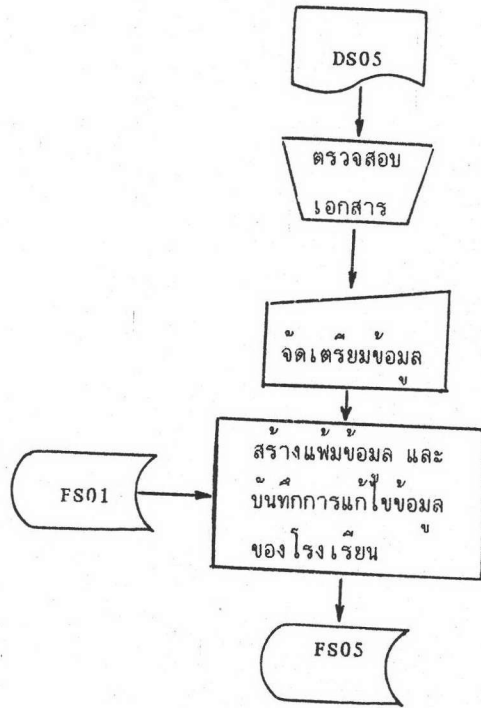 DS05
ตรวจสอบ
เอกสาร
จัดเตรียมข้อมูล
สร้างแฟ้มข้อมูล และ
FS01
บันทึกการแก้ไขข้อมูล
ของโรงเรียน
FS05